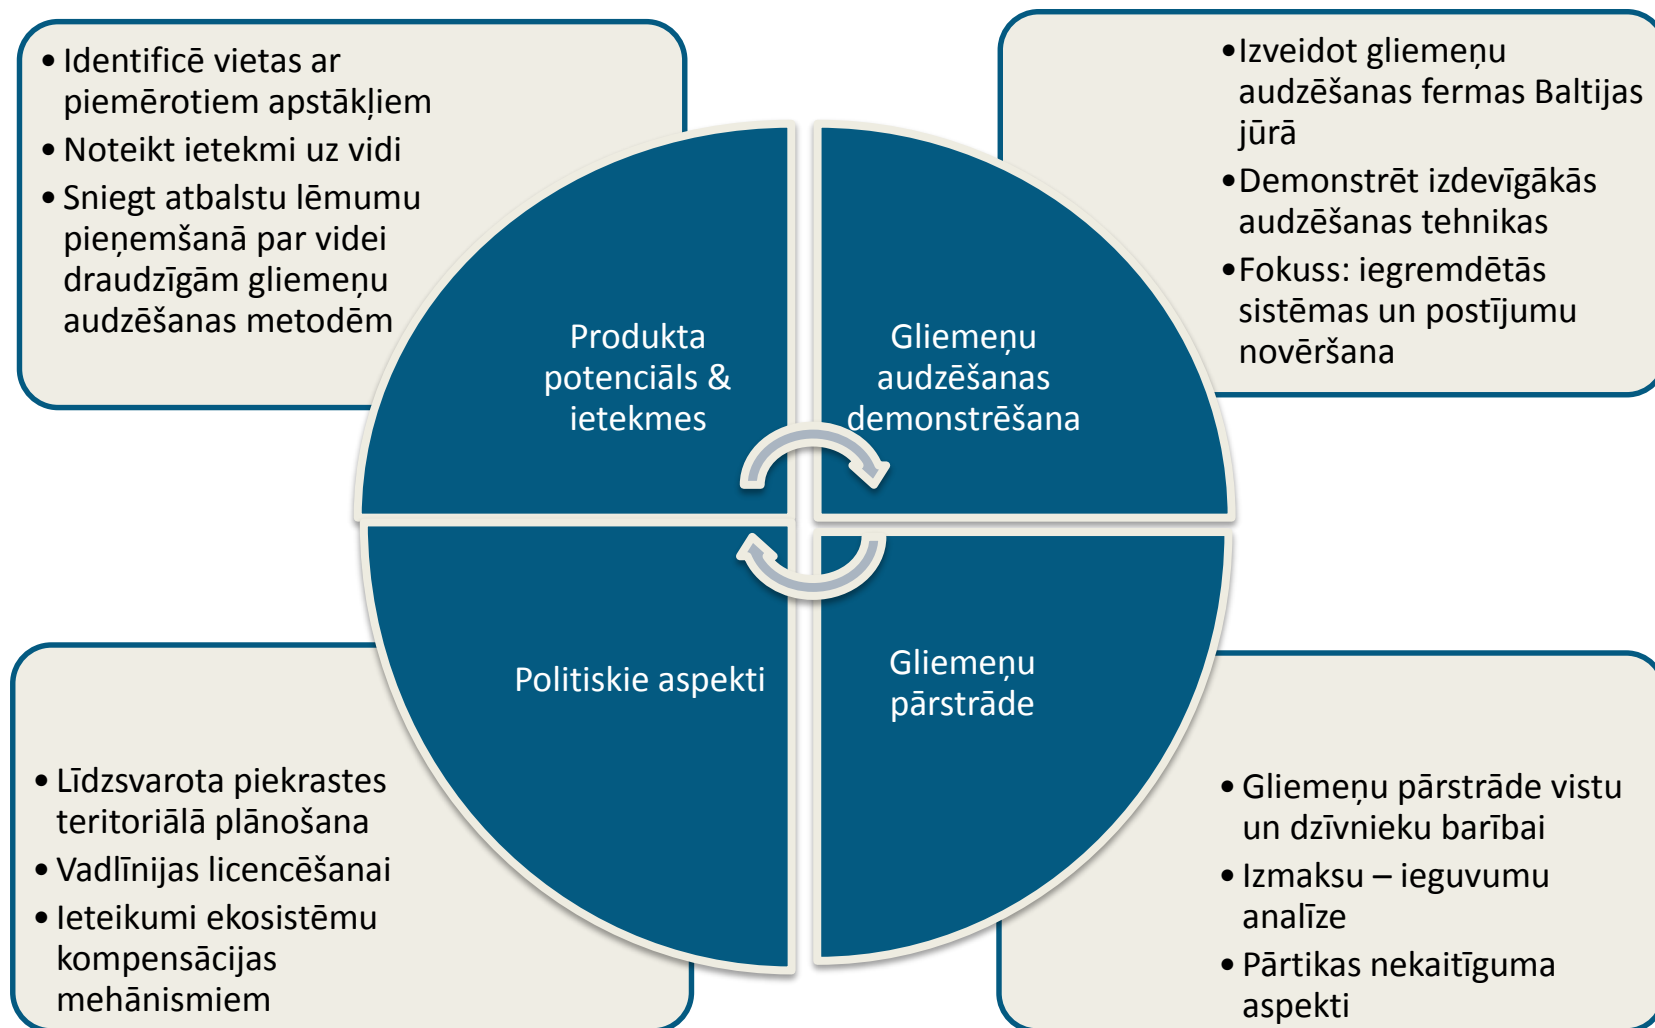 • Identificē vietas ar
piemērotiem apstākļiem
• Noteikt ietekmi uz vidi
• Sniegt atbalstu lēmumu
pieņemšanā par videi
draudzīgām gliemeņu
audzēšanas metodēm
•Izveidot gliemeņu
audzēšanas fermas Baltijas
jūrā
•Demonstrēt izdevīgākās
audzēšanas tehnikas
•Fokuss: iegremdētās
sistēmas un postījumu
novēršana
Produkta
potenciāls &
ietekmes
Gliemeņu
audzēšanas
demonstrēšana
Politiskie aspekti
Gliemeņu
pārstrāde
• Līdzsvarota piekrastes
teritoriālā plānošana
• Vadlīnijas licencēšanai
• Ieteikumi ekosistēmu
kompensācijas
mehānismiem
• Gliemeņu pārstrāde vistu
un dzīvnieku barībai
• Izmaksu – ieguvumu
analīze
• Pārtikas nekaitīguma
aspekti